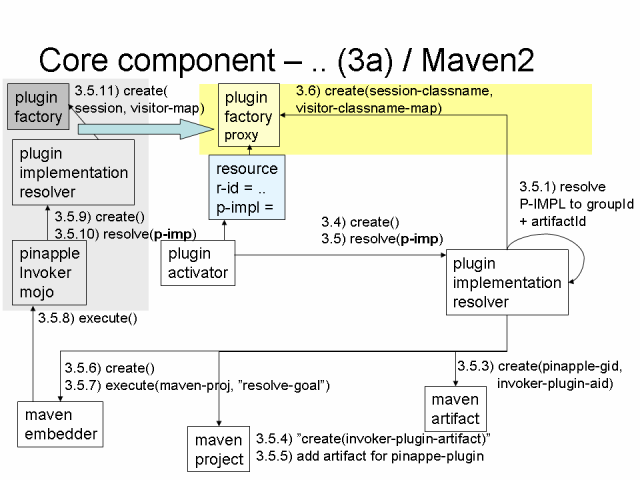 Core component – .. (3a) / Maven2
plugin
factory
3.5.11) create(
session, visitor-map)
plugin
factory
proxy
3.6) create(session-classname,
visitor-classname-map)
plugin
implementation
resolver
resource
r-id = ..
p-impl =
3.5.1) resolve
P-IMPL to groupId
+ artifactId
3.5.9) create()
3.5.10) resolve(p-imp)
3.4) create()
3.5) resolve(p-imp)
pinapple
Invoker
mojo
plugin
activator
plugin
implementation
resolver
3.5.8) execute()
3.5.6) create()
3.5.7) execute(maven-proj, "resolve-goal")
3.5.3) create(pinapple-gid,
invoker-plugin-aid)
maven
embedder
maven
artifact
maven
project
3.5.4) "create(invoker-plugin-artifact)"
3.5.5) add artifact for pinappe-plugin